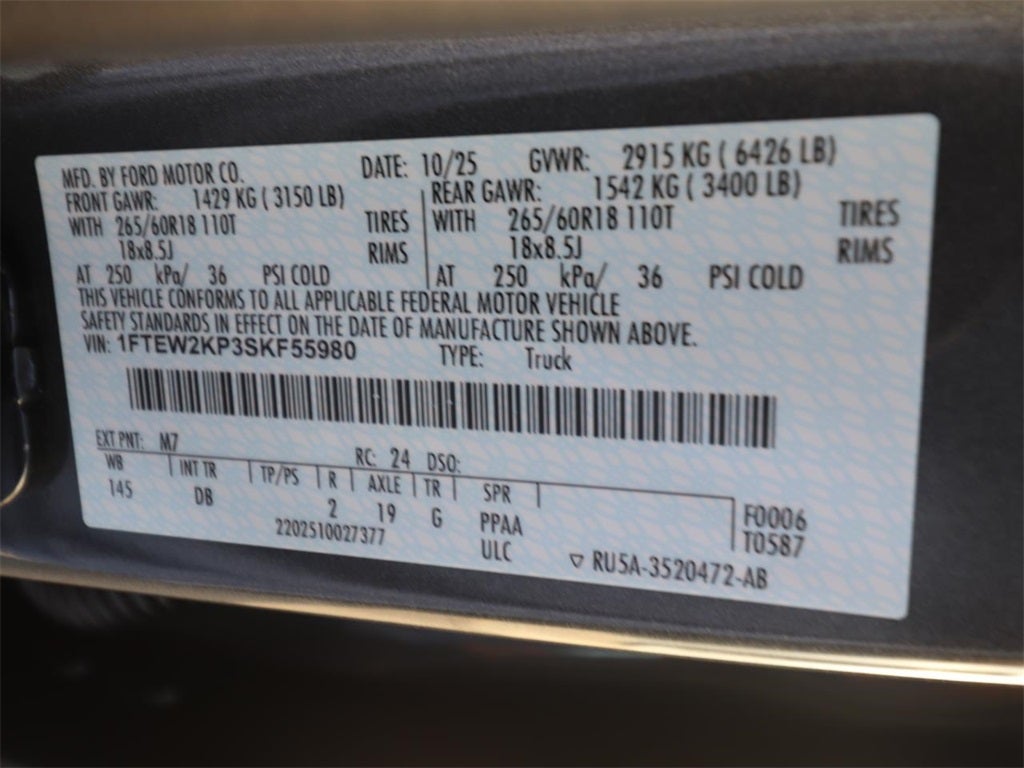 MFD. BY FORD MOTOR CO. DATE: 10/25 GVWR: 2915 KG ( 6426 LB)
FRONT GAWR: 1429 KG ( 3150 LB) REAR GAWR: 1542 KG ( 3400 LB)
WITH 265/60R18 110T TIRES WITH 265/60R18 110T TIRES
18x8.5J RIMS 18x8.5J RIMS
AT 250 kPa/ 36 PSI COLD AT 250 kPa/ 36 PSI COLD
THIS VEHICLE CONFORMS TO ALL APPLICABLE FEDERAL MOTOR VEHICLE
SAFETY STANDARDS IN EFFECT ON THE DATE OF MANUFACTURE SHOWN ABOVE.
VIN: 1FTEW2KP3SKF55980 TYPE: Truck
EXT PNT: M7 RC: 24 DSO:
WB INT TR TP/PS R AXLE TR SPR
145 DB 2 19 G PPAA F0006
2202510027377 ULC T0587
RU5A-3520472-AB